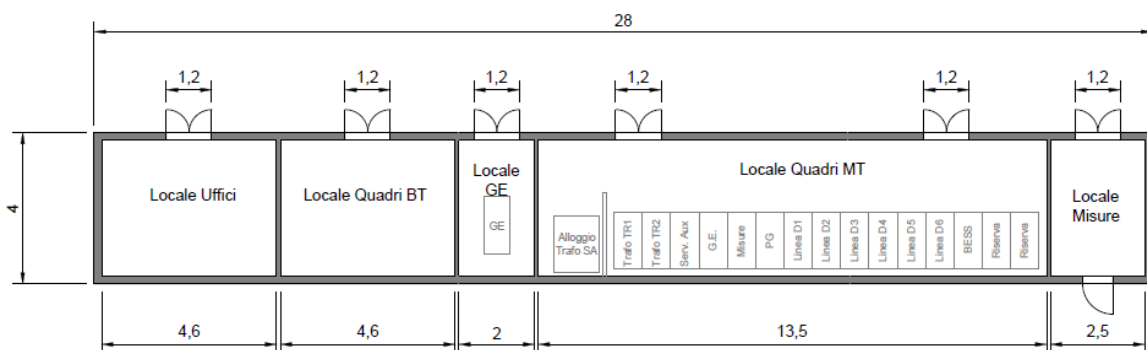 28
1,2
1,2
1,2
1,2
1,2
1,2
4
Locale Uffici
Locale Quadri BT
Locale
GE
GE
Locale Quadri MT
Alloggio
Trafo SA
Trafo TR1
Trafo TR2
Serv. Aux
G.E.
Misure
PG
Linea D1
Linea D2
Linea D3
Linea D4
Linea D5
Linea D6
BESS
Riserva
Riserva
Locale
Misure
4,6
4,6
2
13,5
2,5